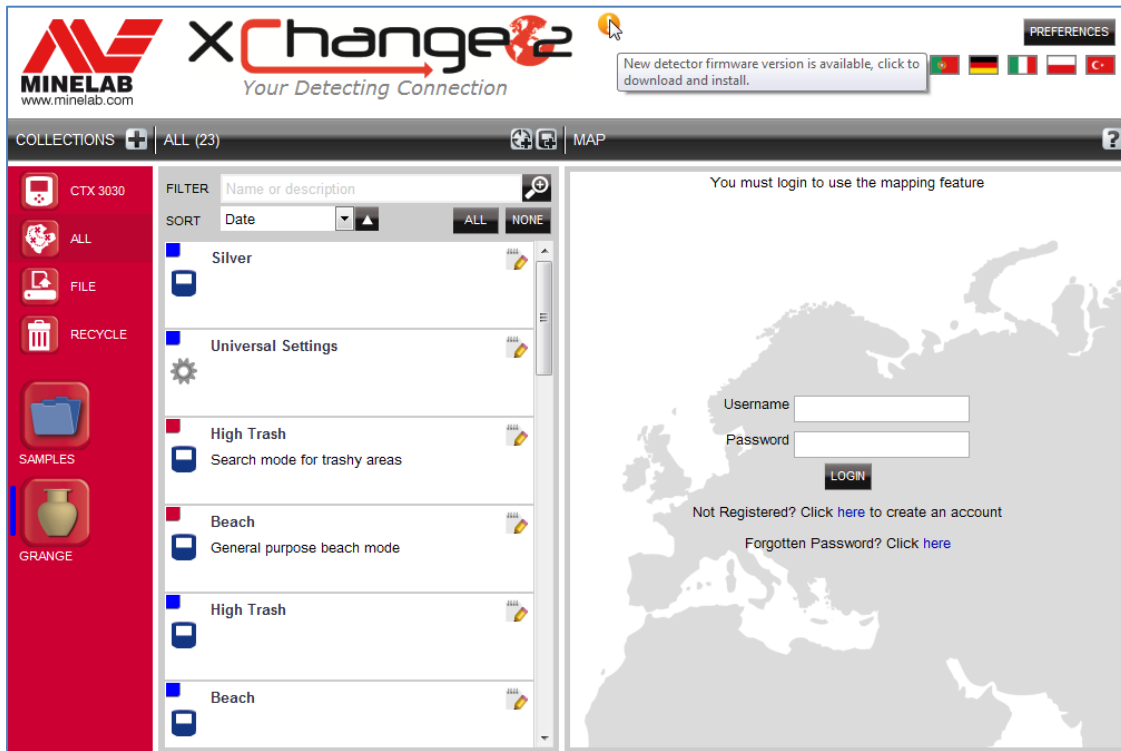 MINELAB
www.minelab.com
XChange 2
Your Detecting Connection
PREFERENCES
New detector firmware version is available, click to
download and install.
COLLECTIONS
ALL (23)
MAP
?
CTX 3030
ALL
FILE
RECYCLE
SAMPLES
GRANGE
FILTER Name or description
SORT Date ALL NONE
Silver
Universal Settings
High Trash
Search mode for trashy areas
Beach
General purpose beach mode
High Trash
Beach
You must login to use the mapping feature
Username
Password
LOGIN
Not Registered? Click here to create an account
Forgotten Password? Click here